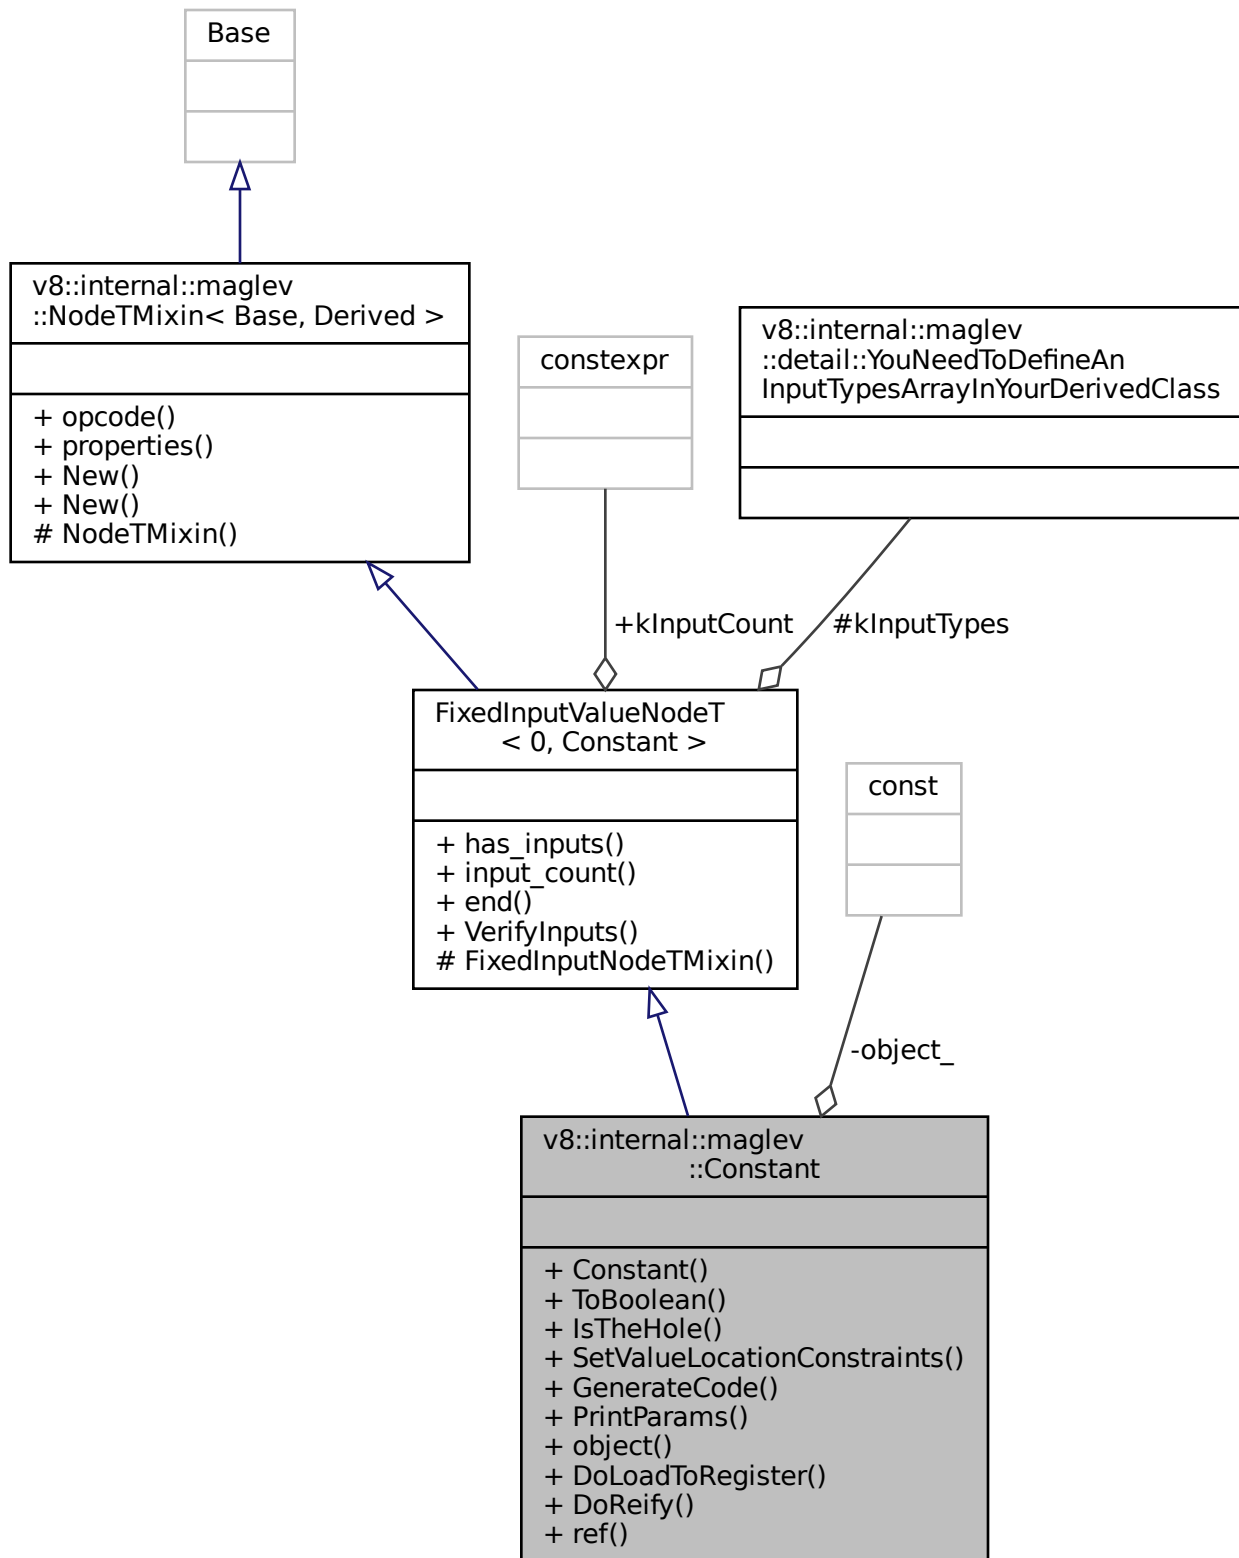 Base
v8::internal::maglev
::NodeTMixin< Base, Derived >
+ opcode()
+ properties()
+ New()
+ New()
# NodeTMixin()
constexpr
v8::internal::maglev
::detail::YouNeedToDefineAn
InputTypesArrayInYourDerivedClass
+kInputCount
#kInputTypes
FixedInputValueNodeT
< 0, Constant >
+ has_inputs()
+ input_count()
+ end()
+ VerifyInputs()
# FixedInputNodeTMixin()
const
-object_
v8::internal::maglev
::Constant
+ Constant()
+ ToBoolean()
+ IsTheHole()
+ SetValueLocationConstraints()
+ GenerateCode()
+ PrintParams()
+ object()
+ DoLoadToRegister()
+ DoReify()
+ ref()